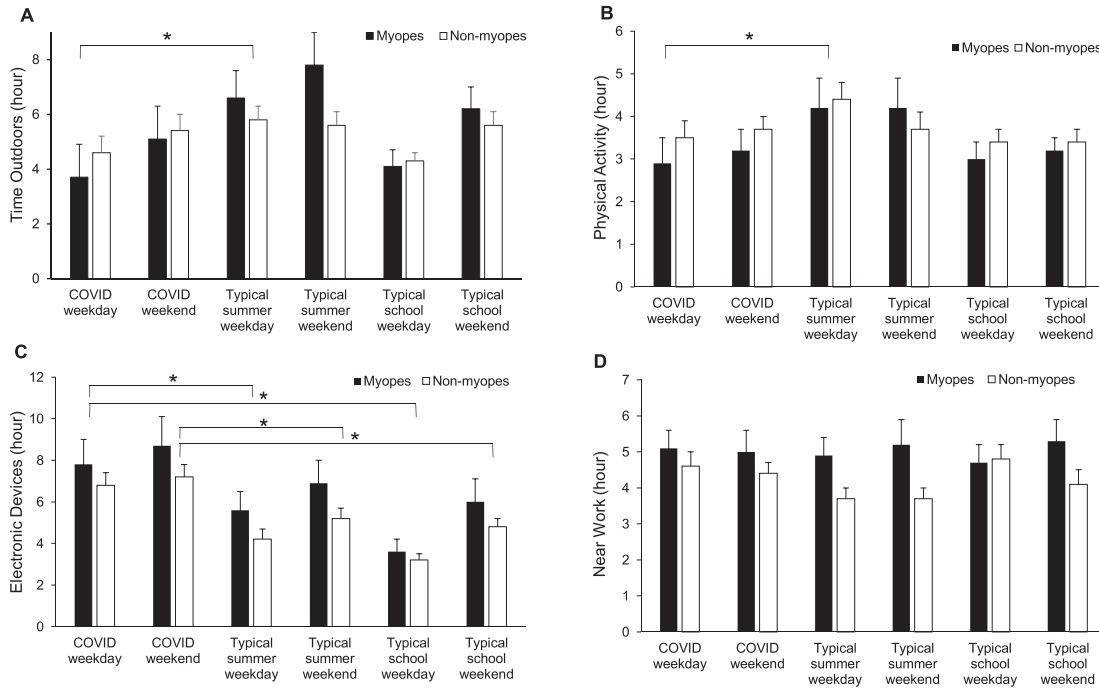 A
Time Outdoors (hour)
8
6
4
2
0
*
Myopes
Non-myopes
COVID
weekday
COVID
weekend
Typical
summer
weekday
Typical
summer
weekend
Typical
school
weekday
Typical
school
weekend
B
Physical Activity (hour)
6
5
4
3
2
1
0
*
Myopes
Non-myopes
COVID
weekday
COVID
weekend
Typical
summer
weekday
Typical
summer
weekend
Typical
school
weekday
Typical
school
weekend
C
Electronic Devices (hour)
12
10
8
6
4
2
0
*
*
*
*
Myopes
Non-myopes
COVID
weekday
COVID
weekend
Typical
summer
weekday
Typical
summer
weekend
Typical
school
weekday
Typical
school
weekend
D
Near Work (hour)
7
6
5
4
3
2
1
0
Myopes
Non-myopes
COVID
weekday
COVID
weekend
Typical
summer
weekday
Typical
summer
weekend
Typical
school
weekday
Typical
school
weekend